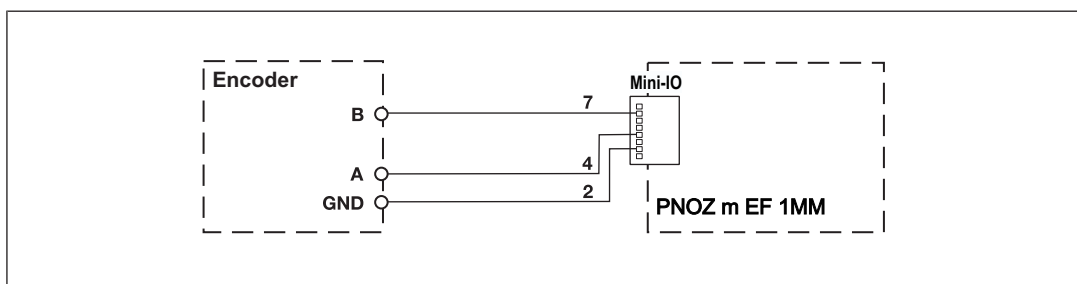 Encoder
Mini-IO
B
7
A
4
GND
2
PNOZ m EF 1MM